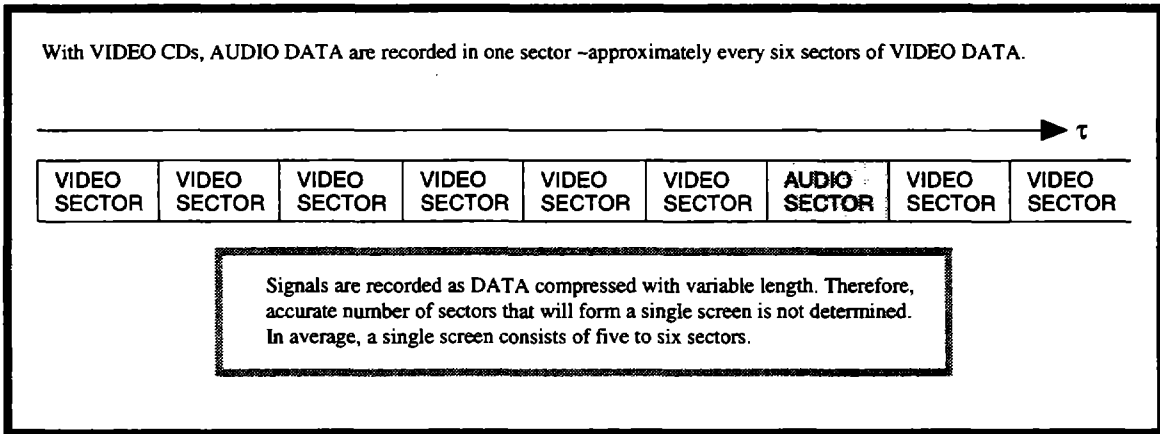 With VIDEO CDs, AUDIO DATA are recorded in one sector ~approximately every six sectors of VIDEO DATA.
τ
VIDEO VIDEO VIDEO VIDEO VIDEO VIDEO AUDIO VIDEO VIDEO
SECTOR SECTOR SECTOR SECTOR SECTOR SECTOR SECTOR SECTOR SECTOR
Signals are recorded as DATA compressed with variable length. Therefore,
accurate number of sectors that will form a single screen is not determined.
In average, a single screen consists of five to six sectors.